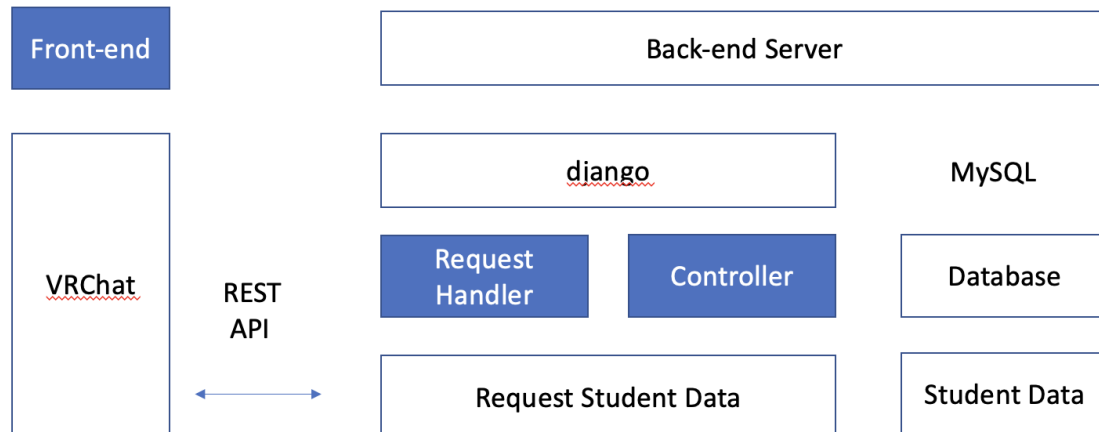 Front-end
Back-end Server
django
MySQL
Request
Handler
Controller
Database
VRChat
REST
API
Request Student Data
Student Data